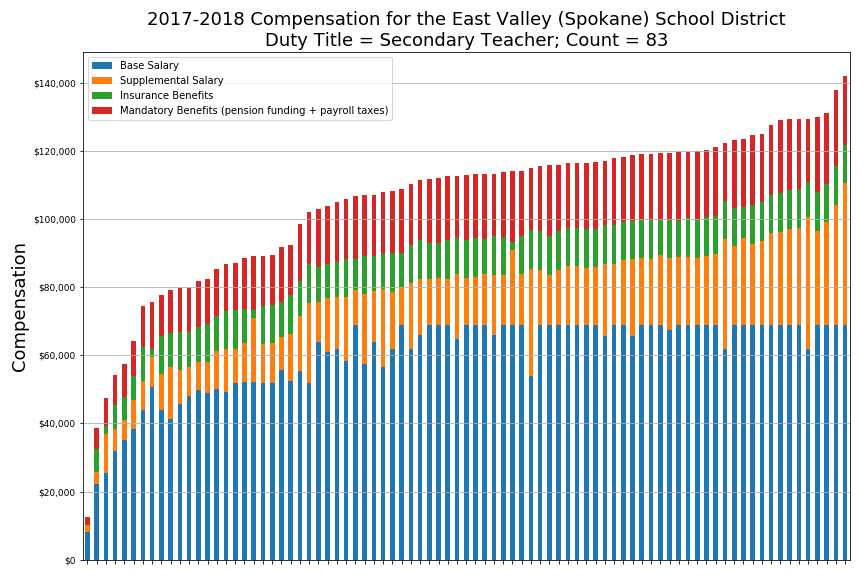 2017-2018 Compensation for the East Valley (Spokane) School District
Duty Title = Secondary Teacher; Count = 83
Base Salary
Supplemental Salary
Insurance Benefits
Mandatory Benefits (pension funding + payroll taxes)
Compensation
$140,000
$120,000
$100,000
$80,000
$60,000
$40,000
$20,000
$0